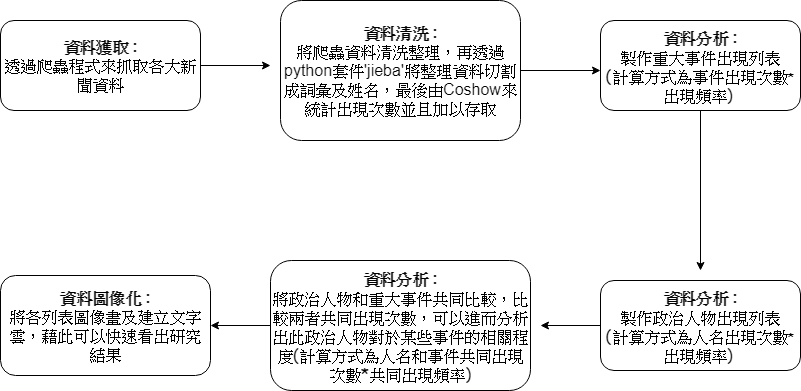 資料獲取：
透過爬蟲程式來抓取各大新
聞資料
資料清洗：
將爬蟲資料清洗整理，再透過
python套件'jieba'將整理資料切割
成詞彙及姓名，最後由Coshow來
統計出現次數並且加以存取
資料分析：
製作重大事件出現列表
(計算方式為事件出現次數*
出現頻率)
資料分析：
製作政治人物出現列表
(計算方式為人名出現次數*
出現頻率)
資料分析：
將政治人物和重大事件共同比較，比
較兩者共同出現次數，可以進而分析
出此政治人物對於某些事件的相關程
度(計算方式為人名和事件共同出現
次數*共同出現頻率)
資料圖像化：
將各列表圖像畫及建立文字
雲，藉此可以快速看出研究
結果